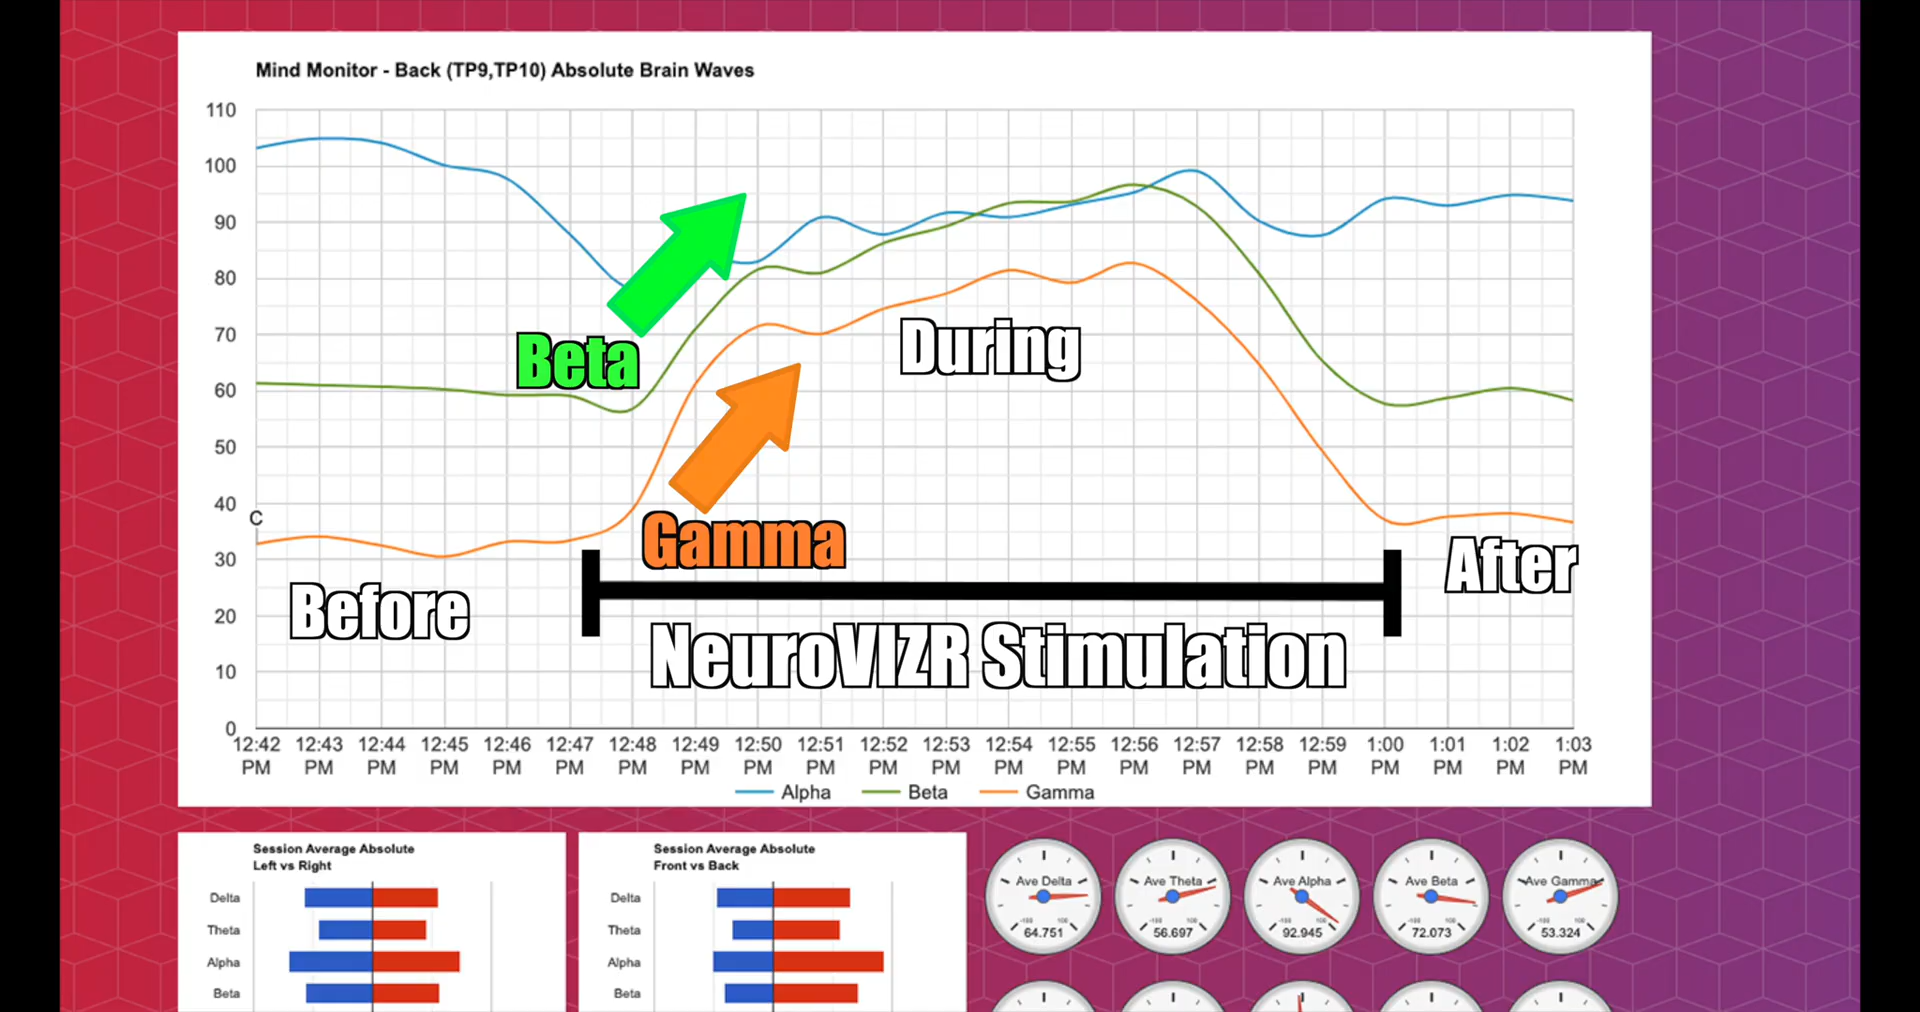 Mind Monitor - Back (TP9,TP10) Absolute Brain Waves
110
100
90
80
70
60
50
40
30
20
10
0
C
Beta
Gamma
Before
During
After
NeuroVIZR Stimulation
12:42 PM
12:43 PM
12:44 PM
12:45 PM
12:46 PM
12:47 PM
12:48 PM
12:49 PM
12:50 PM
12:51 PM
12:52 PM
12:53 PM
12:54 PM
12:55 PM
12:56 PM
12:57 PM
12:58 PM
12:59 PM
1:00 PM
1:01 PM
1:02 PM
1:03 PM
Alpha Beta Gamma
Session Average Absolute
Left vs Right
Delta
Theta
Alpha
Beta
Session Average Absolute
Front vs Back
Delta
Theta
Alpha
Beta
Ave Delta
64.751
Ave Theta
56.697
Ave Alpha
92.945
Ave Beta
72.073
Ave Gamma
53.324